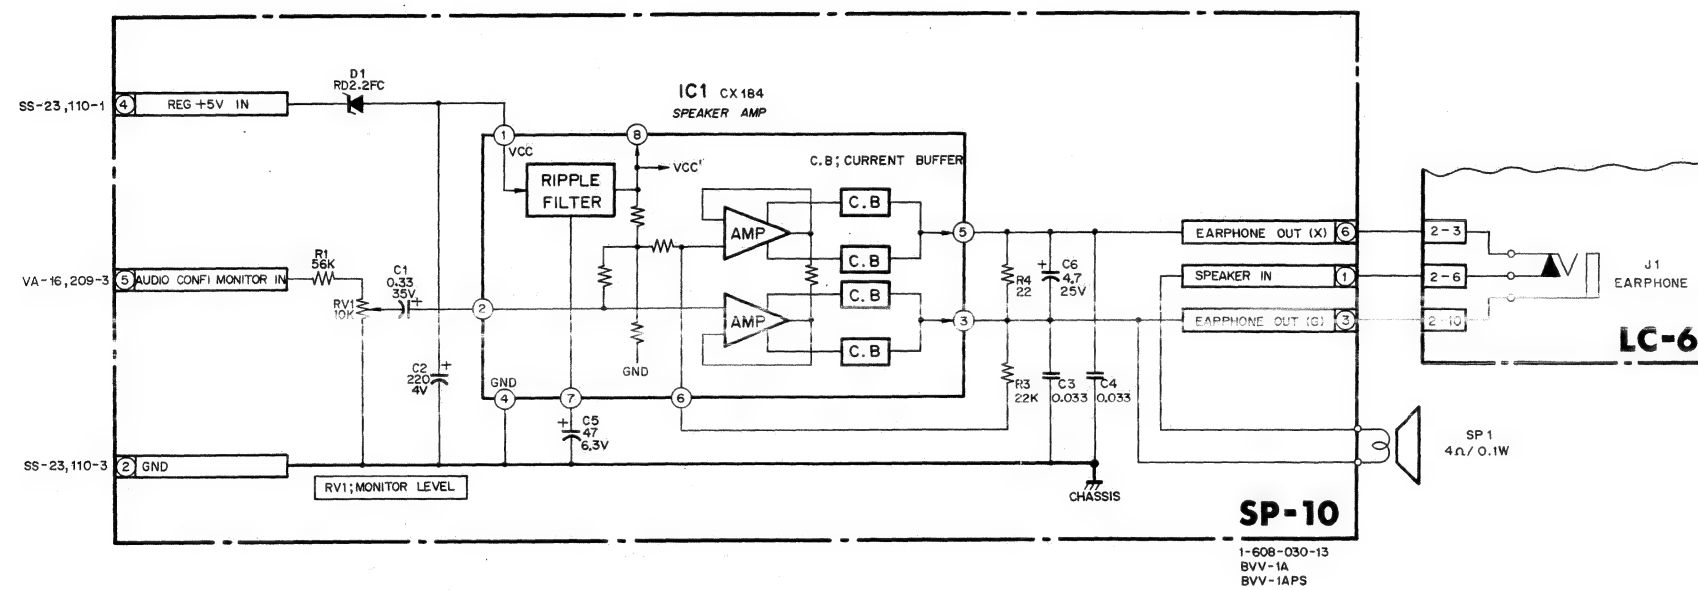 D1
RD2.2FC
SS-23,110-1
4
REG +5V IN
IC1 CX184
SPEAKER AMP
1
VCC
8
VCC'
C.B; CURRENT BUFFER
RIPPLE
FILTER
C.B
AMP
5
C.B
EARPHONE OUT (X)
6
2-3
R1
56K
VA-16,209-3
5
AUDIO CONFI MONITOR IN
C1
0.33
35V
+
RV1
10K
2
C.B
AMP
3
C.B
R4
22
+
C6
4.7
25V
SPEAKER IN
1
2-6
J1
EARPHONE
EAPPHONE OUT (G)
3
2-10
LC-6
GND
C2
220
4V
+
GND
4
7
6
R3
22K
C3
0.033
C4
0.033
+
C5
47
6.3V
SP1
4Ω/0.1W
SS-23,110-3
2
GND
RV1; MONITOR LEVEL
CHASSIS
SP-10
1-608-030-13
BVV-1A
BVV-1APS